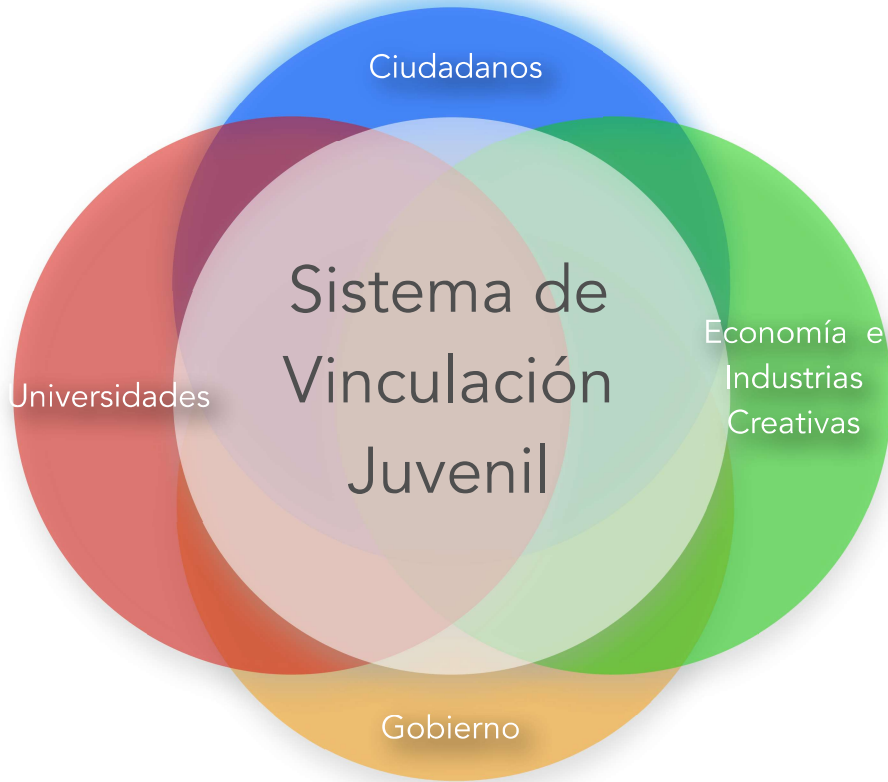 Ciudadanos
Sistema de
Vinculación
Juvenil
Universidades
Economía e
Industrias
Creativas
Gobierno